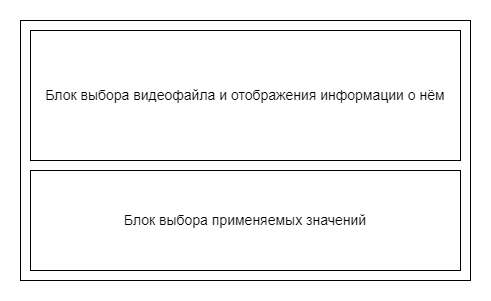 Блок выбора видеофайла и отображения информации о нём
Блок выбора применяемых значений